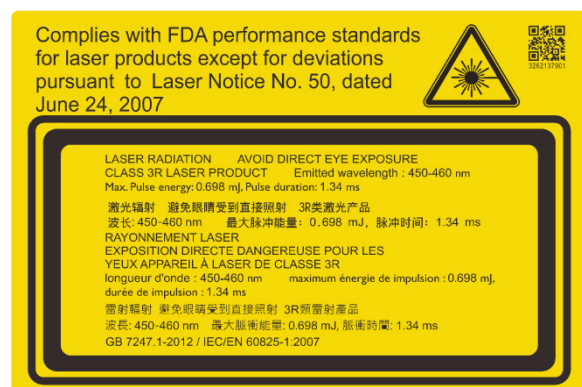 Complies with FDA performance standards
for laser products except for deviations
pursuant to Laser Notice No. 50, dated
June 24, 2007
3262137901
LASER RADIATION AVOID DIRECT EYE EXPOSURE
CLASS 3R LASER PRODUCT Emitted wavelength : 450-460 nm
Max. Pulse energy: 0.698 mJ, Pulse duration: 1.34 ms
激光辐射 避免眼睛受到直接照射 3R类激光产品
波长: 450-460 nm 最大脉冲能量: 0.698 mJ, 脉冲时间: 1.34 ms
RAYONNEMENT LASER
EXPOSITION DIRECTE DANGEREUSE POUR LES
YEUX APPAREIL À LASER DE CLASSE 3R
longueur d'onde : 450-460 nm maximum énergie de impulsion : 0.698 mJ,
durée de impulsion : 1.34 ms
雷射輻射 避免眼睛受到直接照射 3R類雷射產品
波長: 450-460 nm 最大脈衝能量: 0.698 mJ, 脈衝時間: 1.34 ms
GB 7247.1-2012 / IEC/EN 60825-1:2007